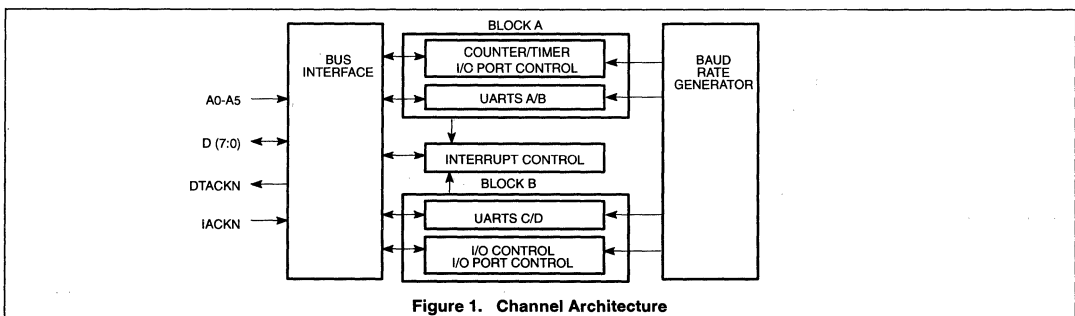 BLOCK A
BUS
INTERFACE
COUNTER/TIMER
I/O PORT CONTROL
BAUD
RATE
GENERATOR
UARTS A/B
A0-A5
D (7:0)
INTERRUPT CONTROL
DTACKN
BLOCK B
UARTS C/D
IACKN
I/O CONTROL
I/O PORT CONTROL
Figure 1. Channel Architecture